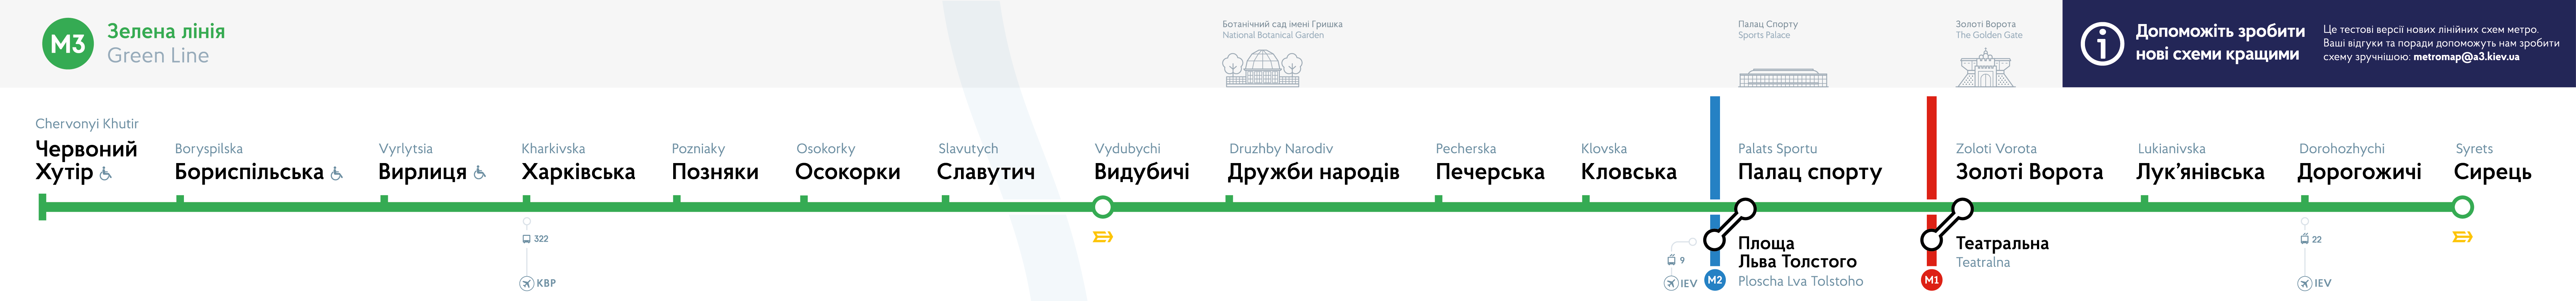 M3
Зелена лінія
Green Line
Ботанічний сад імені Гришка
National Botanical Garden
Палац Спорту
Sports Palace
Золоті Ворота
The Golden Gate
i
Допоможіть зробити
нові схеми кращими
Це тестові версії нових лінійних схем метро.
Ваші відгуки та поради допоможуть нам зробити
схему зручнішою: metromap@a3.kiev.ua
Chervonyi Khutir
Червоний
Хутір
Boryspilska
Бориспільська
Vyrlytsia
Вирлиця
Kharkivska
Харківська
Pozniaky
Позняки
Osokorky
Осокорки
Slavutych
Славутич
Vydubychi
Видубичі
Druzhby Narodiv
Дружби народів
Pecherska
Печерська
Klovska
Кловська
Palats Sportu
Палац спорту
Zoloti Vorota
Золоті Ворота
Lukianivska
Лук’янівська
Dorohozhychi
Дорогожичі
Syrets
Сирець
322
KBP
9
IEV
M2
Площа
Льва Толстого
Ploscha Lva Tolstoho
M1
Театральна
Teatralna
22
IEV